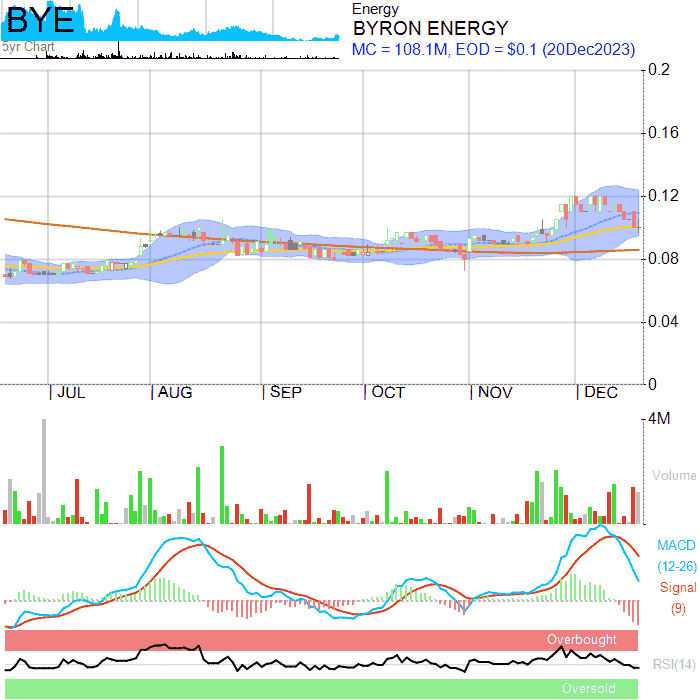 BYE
5yr Chart
Energy
BYRON ENERGY
MC = 108.1M, EOD = $0.1 (20Dec2023)
0.2
0.16
0.12
0.08
0.04
0
JUL AUG SEP OCT NOV DEC
4M
Volume
MACD
(12-26)
Signal
(9)
Overbought
RSI(14)
Oversold